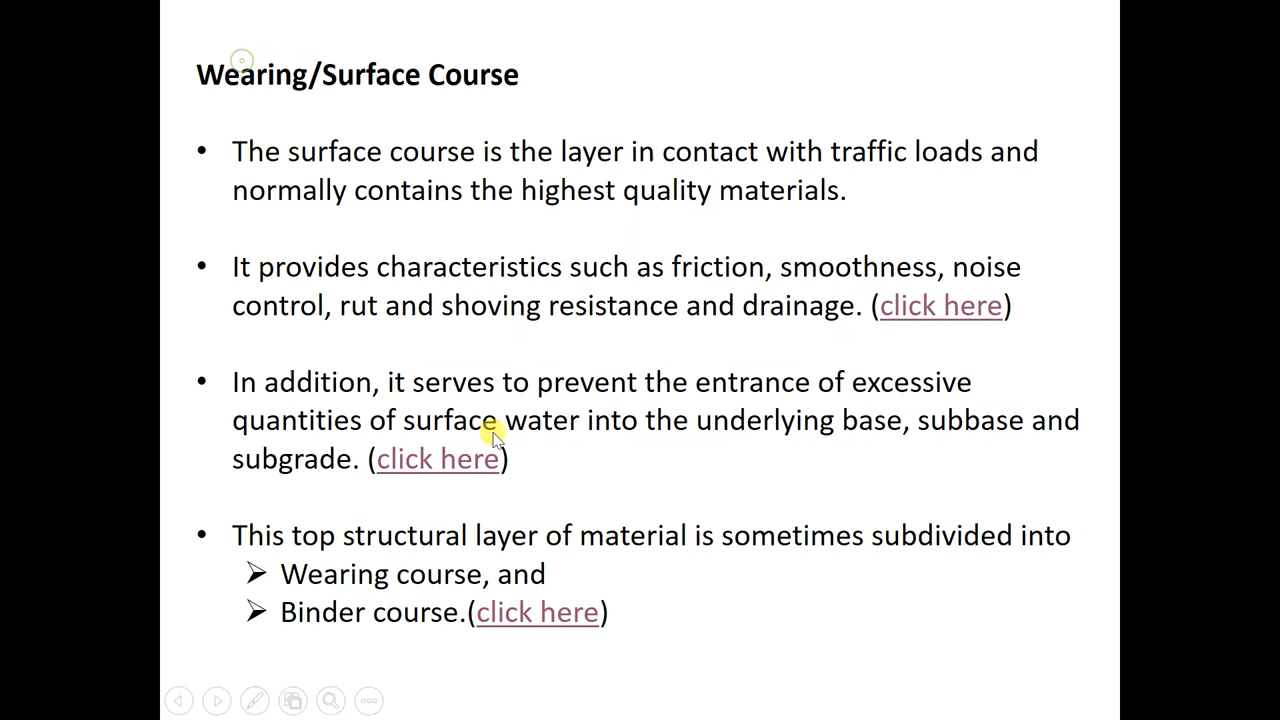 Wearing/Surface Course
• The surface course is the layer in contact with traffic loads and
normally contains the highest quality materials.
• It provides characteristics such as friction, smoothness, noise
control, rut and shoving resistance and drainage. (click here)
• In addition, it serves to prevent the entrance of excessive
quantities of surface water into the underlying base, subbase and
subgrade. (click here)
• This top structural layer of material is sometimes subdivided into
➢ Wearing course, and
➢ Binder course.(click here)